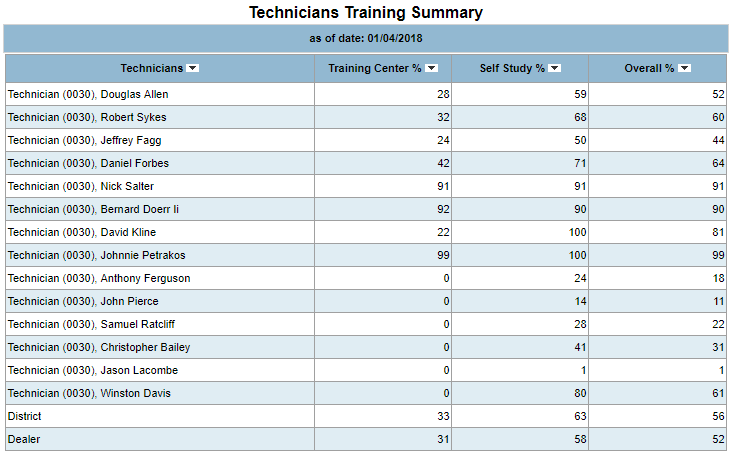 Technicians Training Summary
as of date: 01/04/2018
Technicians Training Center % Self Study % Overall %
Technician (0030), Douglas Allen 28 59 52
Technician (0030), Robert Sykes 32 68 60
Technician (0030), Jeffrey Fagg 24 50 44
Technician (0030), Daniel Forbes 42 71 64
Technician (0030), Nick Salter 91 91 91
Technician (0030), Bernard Doerr Ii 92 90 90
Technician (0030), David Kline 22 100 81
Technician (0030), Johnnie Petrakos 99 100 99
Technician (0030), Anthony Ferguson 0 24 18
Technician (0030), John Pierce 0 14 11
Technician (0030), Samuel Ratcliff 0 28 22
Technician (0030), Christopher Bailey 0 41 31
Technician (0030), Jason Lacombe 0 1 1
Technician (0030), Winston Davis 0 80 61
District 33 63 56
Dealer 31 58 52